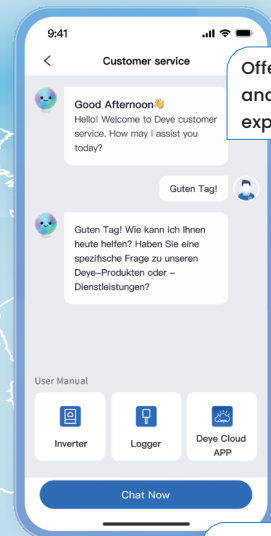 9:41
Customer service
Offe
and
exp
Good Afternoon👋
Hello! Welcome to Deye customer
service. How may I assist you
today?
Guten Tag!
Guten Tag! Wie kann ich Ihnen
heute helfen? Haben Sie eine
spezifische Frage zu unseren
Deye-Produkten oder –
Dienstleistungen?
User Manual
Inverter
Logger
Deye Cloud
APP
Chat Now